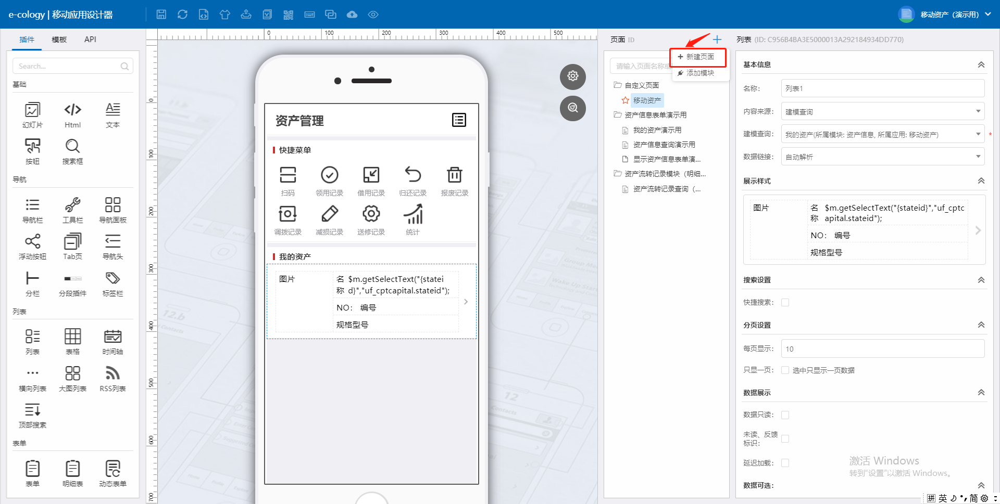 e-cology | 移动应用设计器
移动资产（演示用）
插件
模板
API
Search...
基础
幻灯片
Html
文本
按钮
搜索框
导航
导航栏
工具栏
导航面板
浮动按钮
Tab页
导航头
分栏
分段插件
标签栏
列表
列表
表格
时间轴
横向列表
大图列表
RSS列表
顶部搜索
表单
表单
明细表
动态表单
0
100
200
300
400
500
0
100
200
300
400
500
600
700
资产管理
快捷菜单
扫码
领用记录
借用记录
归还记录
报废记录
调拨记录
减损记录
送修记录
统计
我的资产
图片
名 $m.getSelectText("{statei
称 d}","uf_cptcapital.stateid");
NO： 编号
规格型号
页面 ID
新建页面
添加模块
请输入页面名称或
自定义页面
移动资产
资产信息表单演示用
我的资产演示用
资产信息查询演示用
显示资产信息表单演...
资产流转记录模块（明细...
资产流转记录查询（...
列表 (ID: C956B4BA3E5000013A292184934DD770)
基本信息
名称： 列表1
内容来源： 建模查询
建模查询： 我的资产(所属模块: 资产信息, 所属应用: 移动资产) *
数据链接： 自动解析
展示样式
图片
名 $m.getSelectText("{stateid}","uf_cptc
称 apital.stateid");
NO： 编号
规格型号
搜索设置
快捷搜索：
分页设置
每页显示： 10
只显一页： 选中只显示一页数据
数据展示
数据只读：
未读、反馈
标识：
延迟加载：
数据可选：
激活 Windows
转到"设置"以激活 Windows。
拼 英 简
12.b
Contacts
12
Contacts
Group Me
Wake Up Star